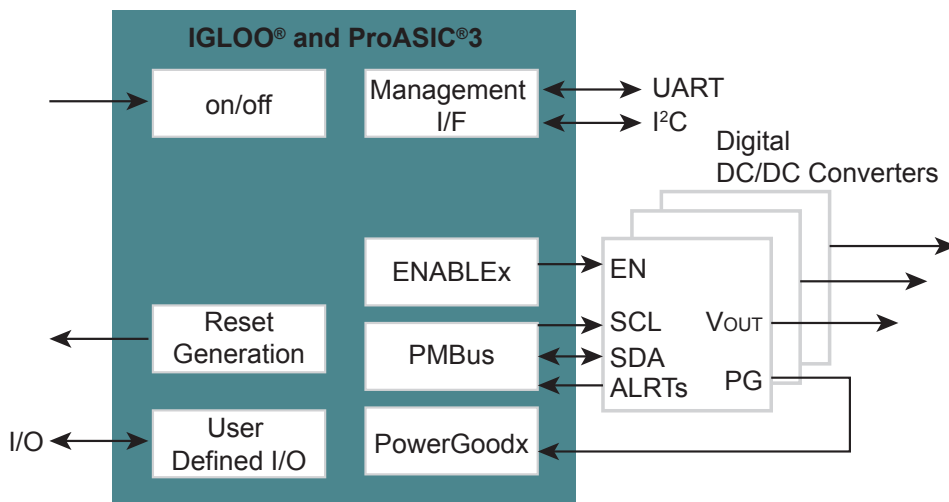 IGLOO® and ProASIC®3
on/off
Management
I/F
UART
I²C
Digital
DC/DC Converters
ENABLEx
EN
Reset
Generation
PMBus
SCL
SDA
ALRTs
VOUT
PG
I/O
User
Defined I/O
PowerGoodx